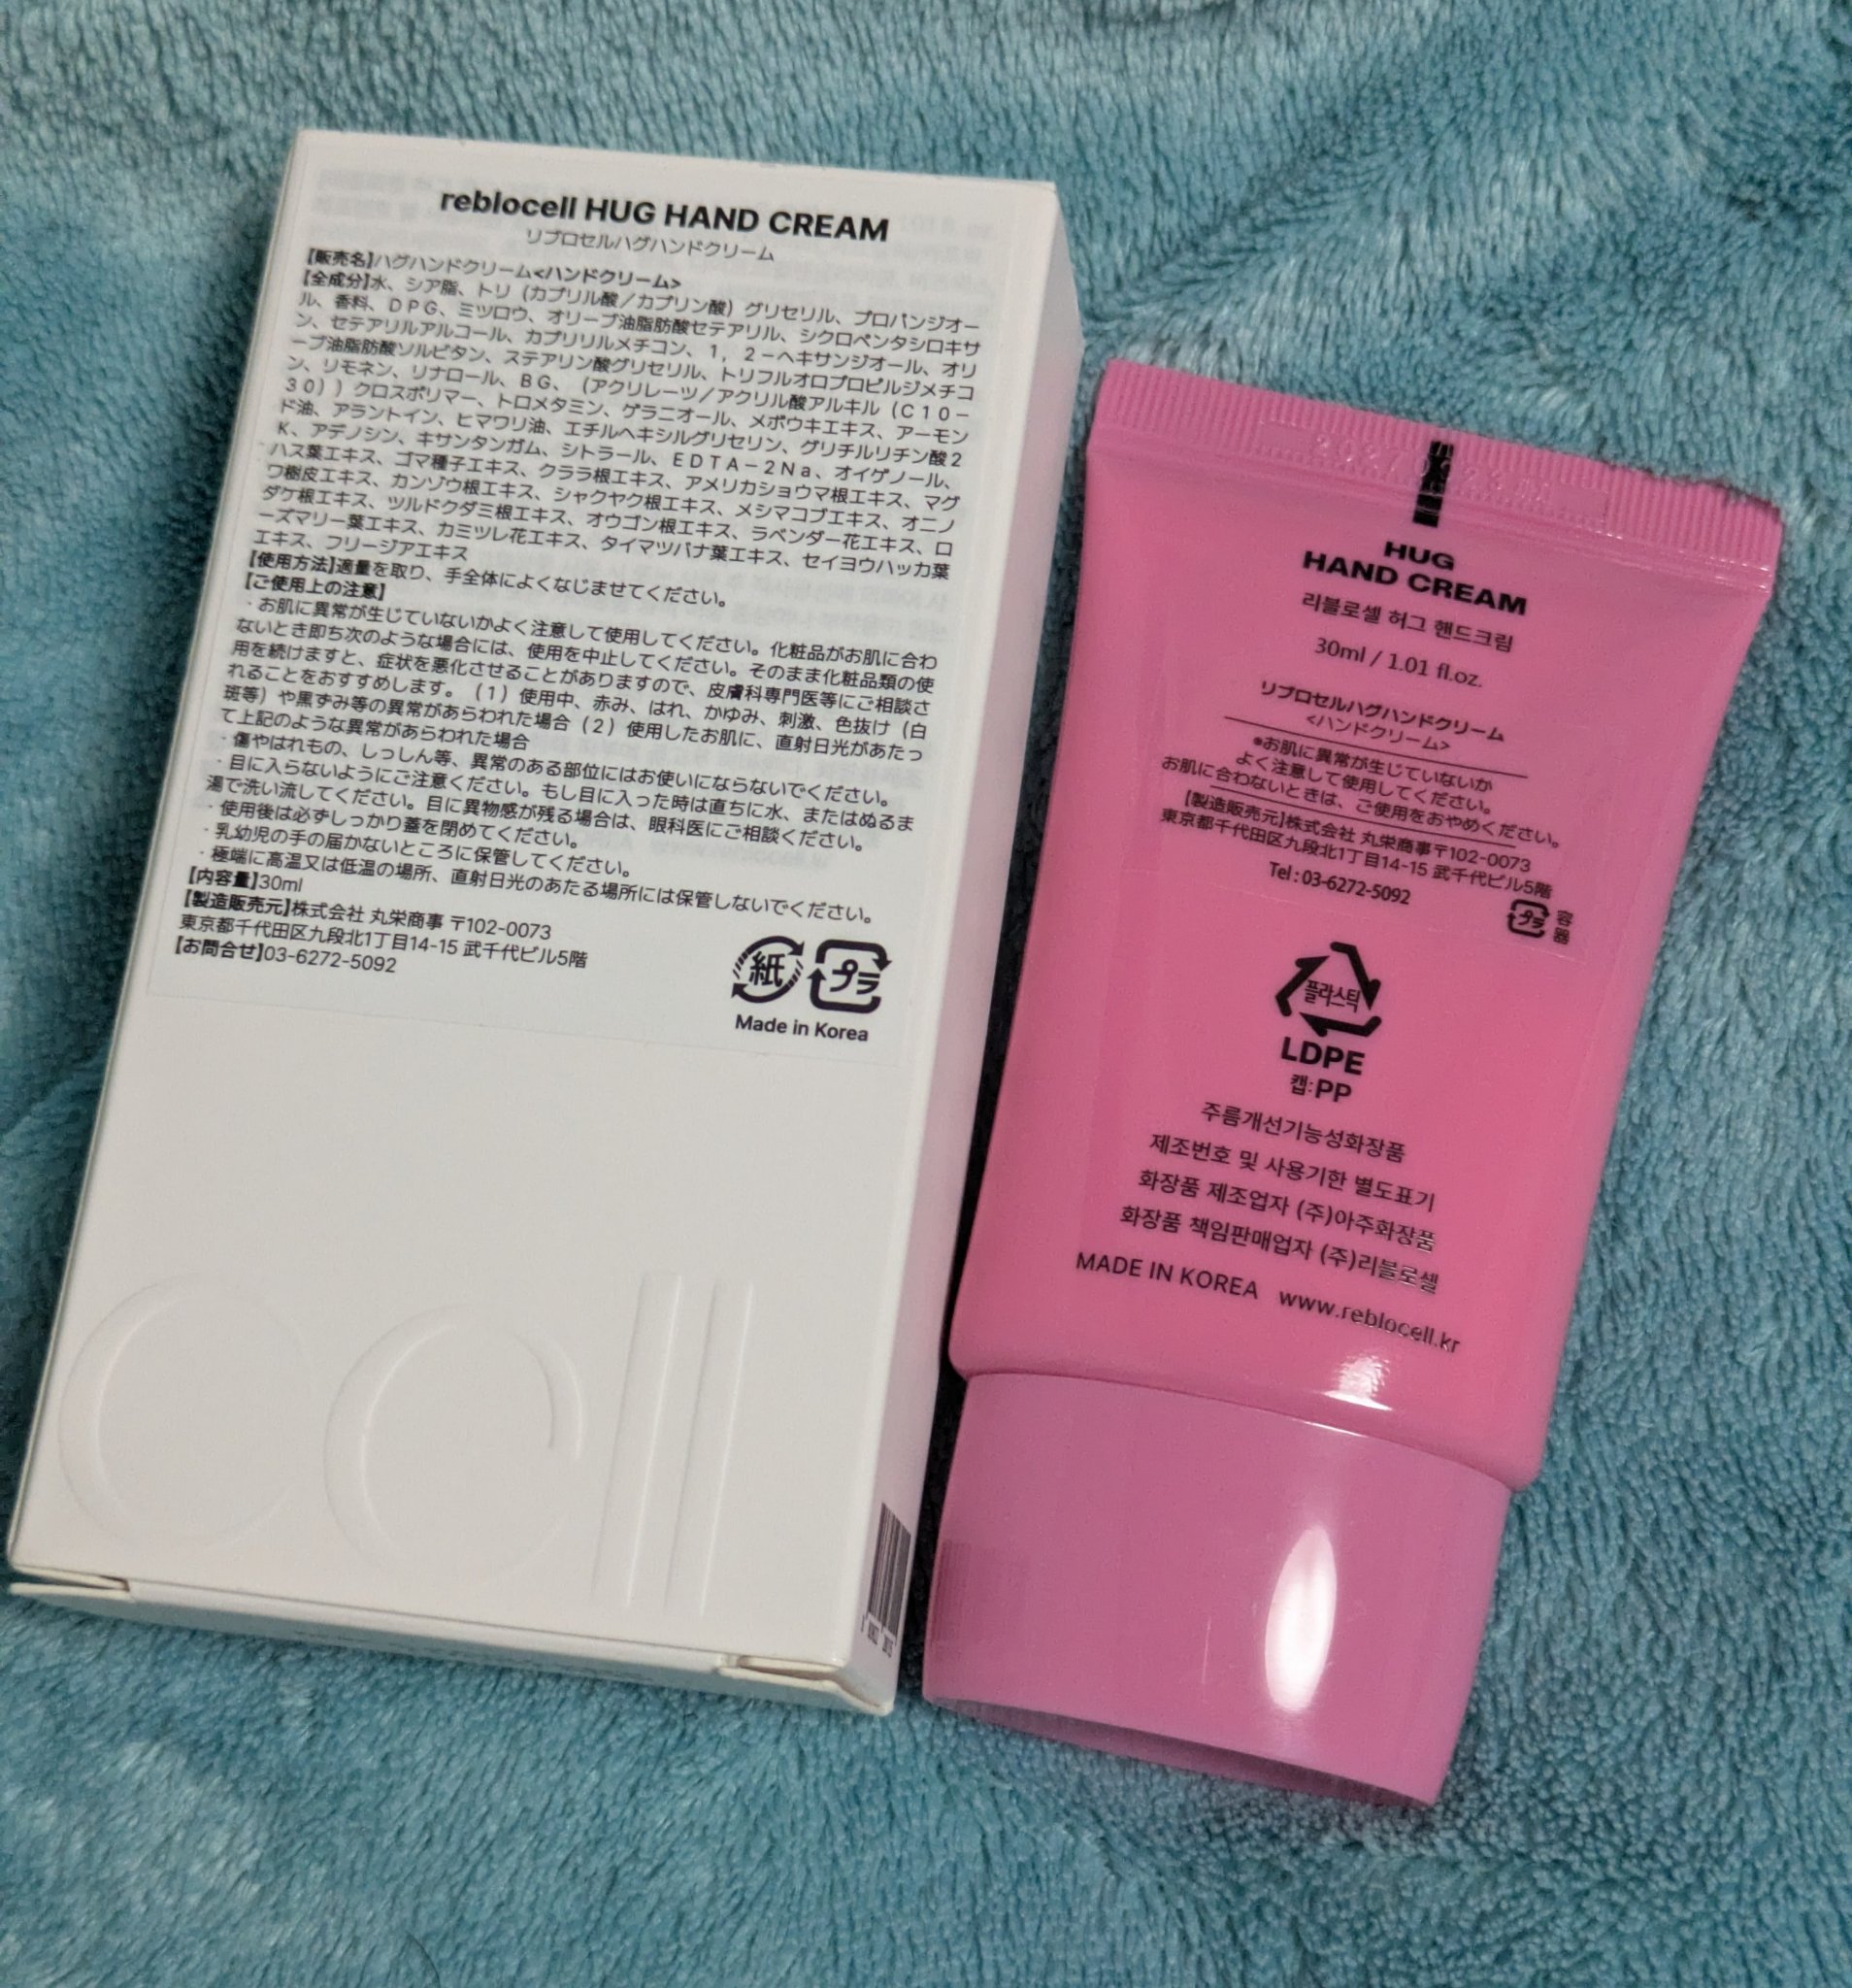 reblocell HUG HAND CREAM
リブロセルハグハンドクリーム
【販売名】ハグハンドクリーム<ハンドクリーム>
【全成分】水、シア脂、トリ(カプリル酸/カプリン酸)グリセリル、プロパンジオー
ル、香料、DPG、ミツロウ、オリーブ油脂肪酸セテアリル、シクロペンタシロキサ
ン、セテアリルアルコール、カプリリルメチコン、1,2-ヘキサンジオール、オリ
ーブ油脂肪酸ソルビタン、ステアリン酸グリセリル、トリフルオロプロピルジメチコ
ン、リモネン、リナロール、BG、(アクリレーツ/アクリル酸アルキル(C10-
30))クロスポリマー、トロメタミン、ゲラニオール、メボウキエキス、アーモン
ド油、アラントイン、ヒマワリ油、エチルヘキシルグリセリン、グリチルリチン酸2
K、アデノシン、キサンタンガム、シトラール、EDTA-2Na、オイゲノール、
ハス葉エキス、ゴマ種子エキス、クララ根エキス、アメリカショウマ根エキス、マグ
ワ樹皮エキス、カンゾウ根エキス、シャクヤク根エキス、メシマコブエキス、オニノ
ダケ根エキス、ツルドクダミ根エキス、オウゴン根エキス、ラベンダー花エキス、ロ
ーズマリー葉エキス、カミツレ花エキス、タイマツバナ葉エキス、セイヨウハッカ葉
エキス、フリージアエキス
【使用方法】適量を取り、手全体によくなじませてください。
【ご使用上の注意】
・お肌に異常が生じていないかよく注意して使用してください。化粧品がお肌に合わ
ないとき即ち次のような場合には、使用を中止してください。そのまま化粧品類の使
用を続けますと、症状を悪化させることがありますので、皮膚科専門医等にご相談さ
れることをおすすめします。(1)使用中、赤み、はれ、かゆみ、刺激、色抜け(白
斑等)や黒ずみ等の異常があらわれた場合(2)使用したお肌に、直射日光があたっ
て上記のような異常があらわれた場合
・傷やはれもの、しっしん等、異常のある部位にはお使いにならないでください。
・目に入らないようにご注意ください。もし目に入った時は直ちに水、またはぬるま
湯で洗い流してください。目に異物感が残る場合は、眼科医にご相談ください。
・使用後は必ずしっかり蓋を閉めてください。
・乳幼児の手の届かないところに保管してください。
・極端に高温又は低温の場所、直射日光のあたる場所には保管しないでください。
【内容量】30ml
【製造販売元】株式会社 丸栄商事 〒102-0073
東京都千代田区九段北1丁目14-15 武千代ビル5階
【お問合せ】03-6272-5092
紙 プラ
Made in Korea
cell
HUG
HAND CREAM
리블로셀 허그 핸드크림
30ml / 1.01 fl.oz.
リブロセルハグハンドクリーム
<ハンドクリーム>
●お肌に異常が生じていないか
よく注意して使用してください。
お肌に合わないときは、ご使用をおやめください。
【製造販売元】株式会社 丸栄商事〒102-0073
東京都千代田区九段北1丁目14-15 武千代ビル5階
Tel : 03-6272-5092
プラ 容器
플라스틱
LDPE
캡:PP
주름개선기능성화장품
제조번호 및 사용기한 별도표기
화장품 제조업자 (주)아주화장품
화장품 책임판매업자 (주)리블로셀
MADE IN KOREA www.reblocell.kr